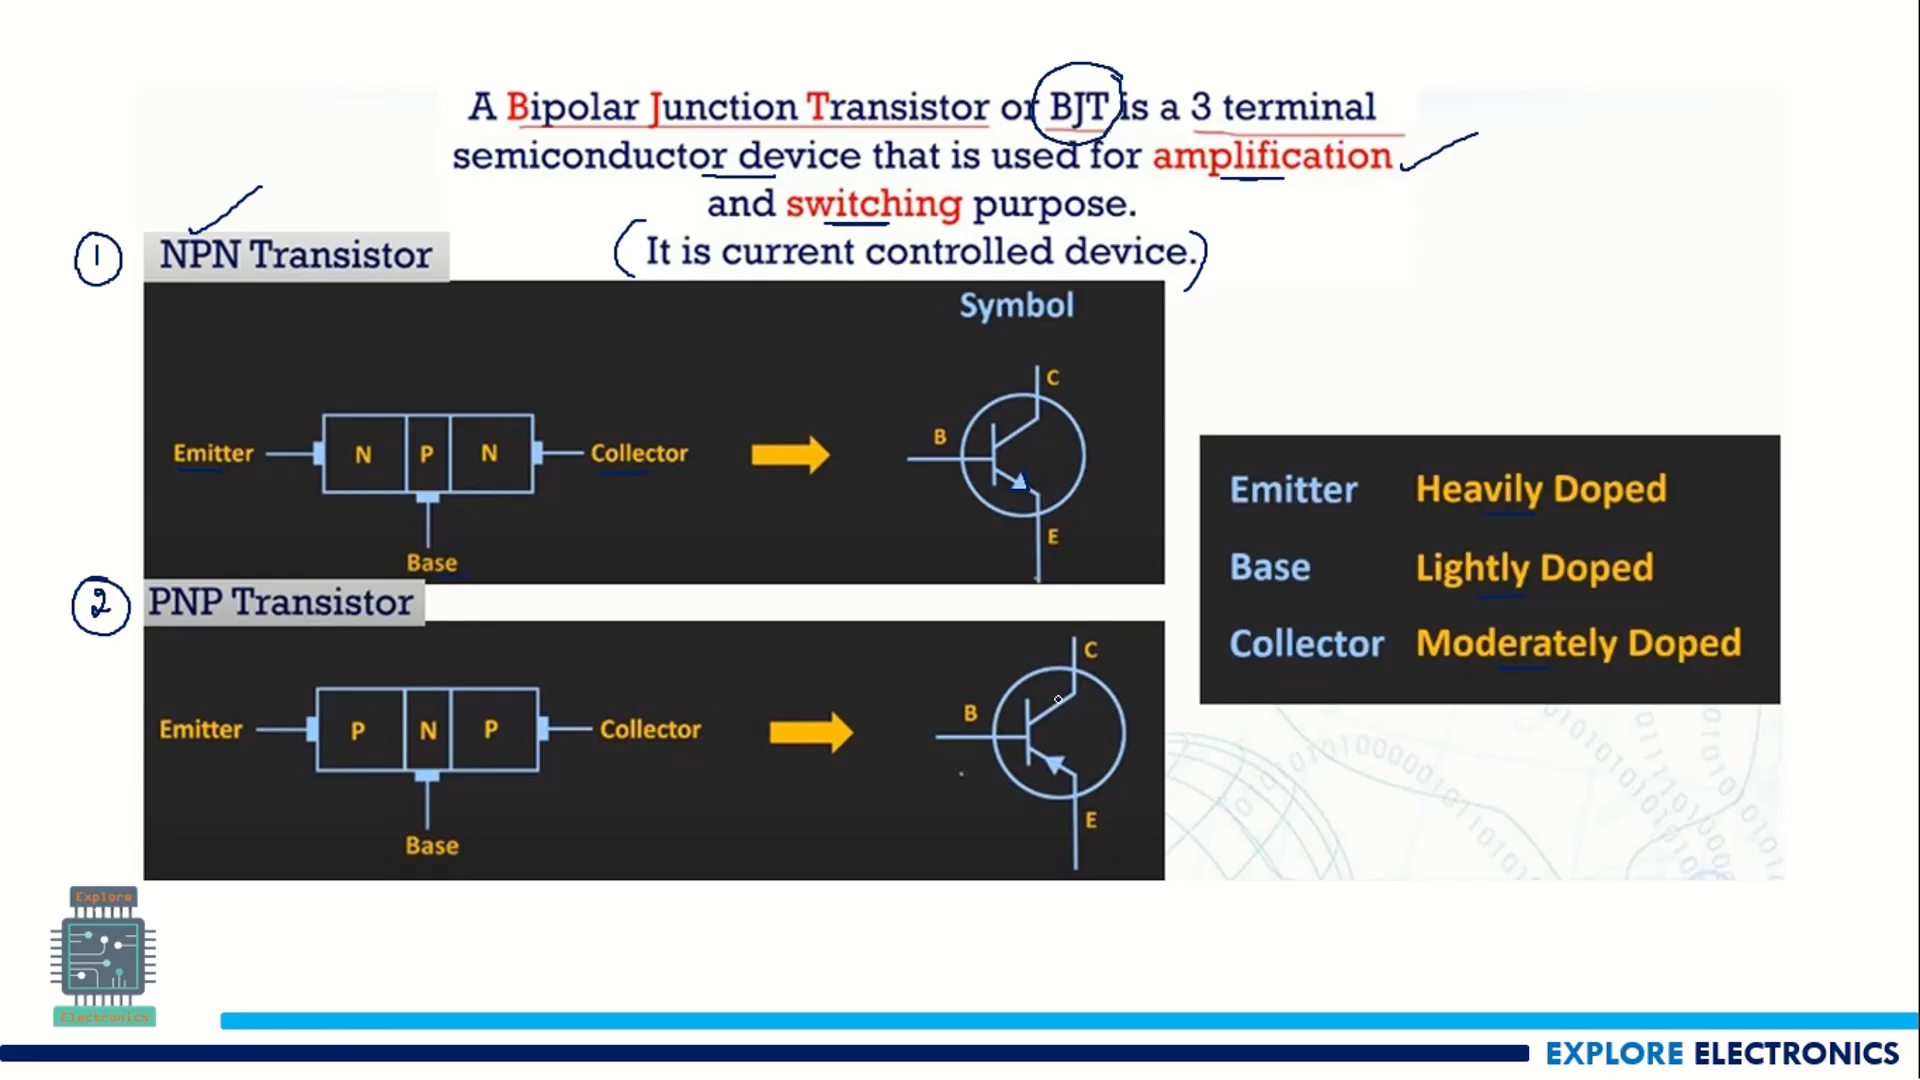 A Bipolar Junction Transistor or BJT is a 3 terminal
semiconductor device that is used for amplification
and switching purpose.
(It is current controlled device.)
1 NPN Transistor
Symbol
C
B
E
Emitter N P N Collector
Base
2 PNP Transistor
C
B
E
Emitter P N P Collector
Base
Emitter Heavily Doped
Base Lightly Doped
Collector Moderately Doped
Explore
Electronics
EXPLORE ELECTRONICS